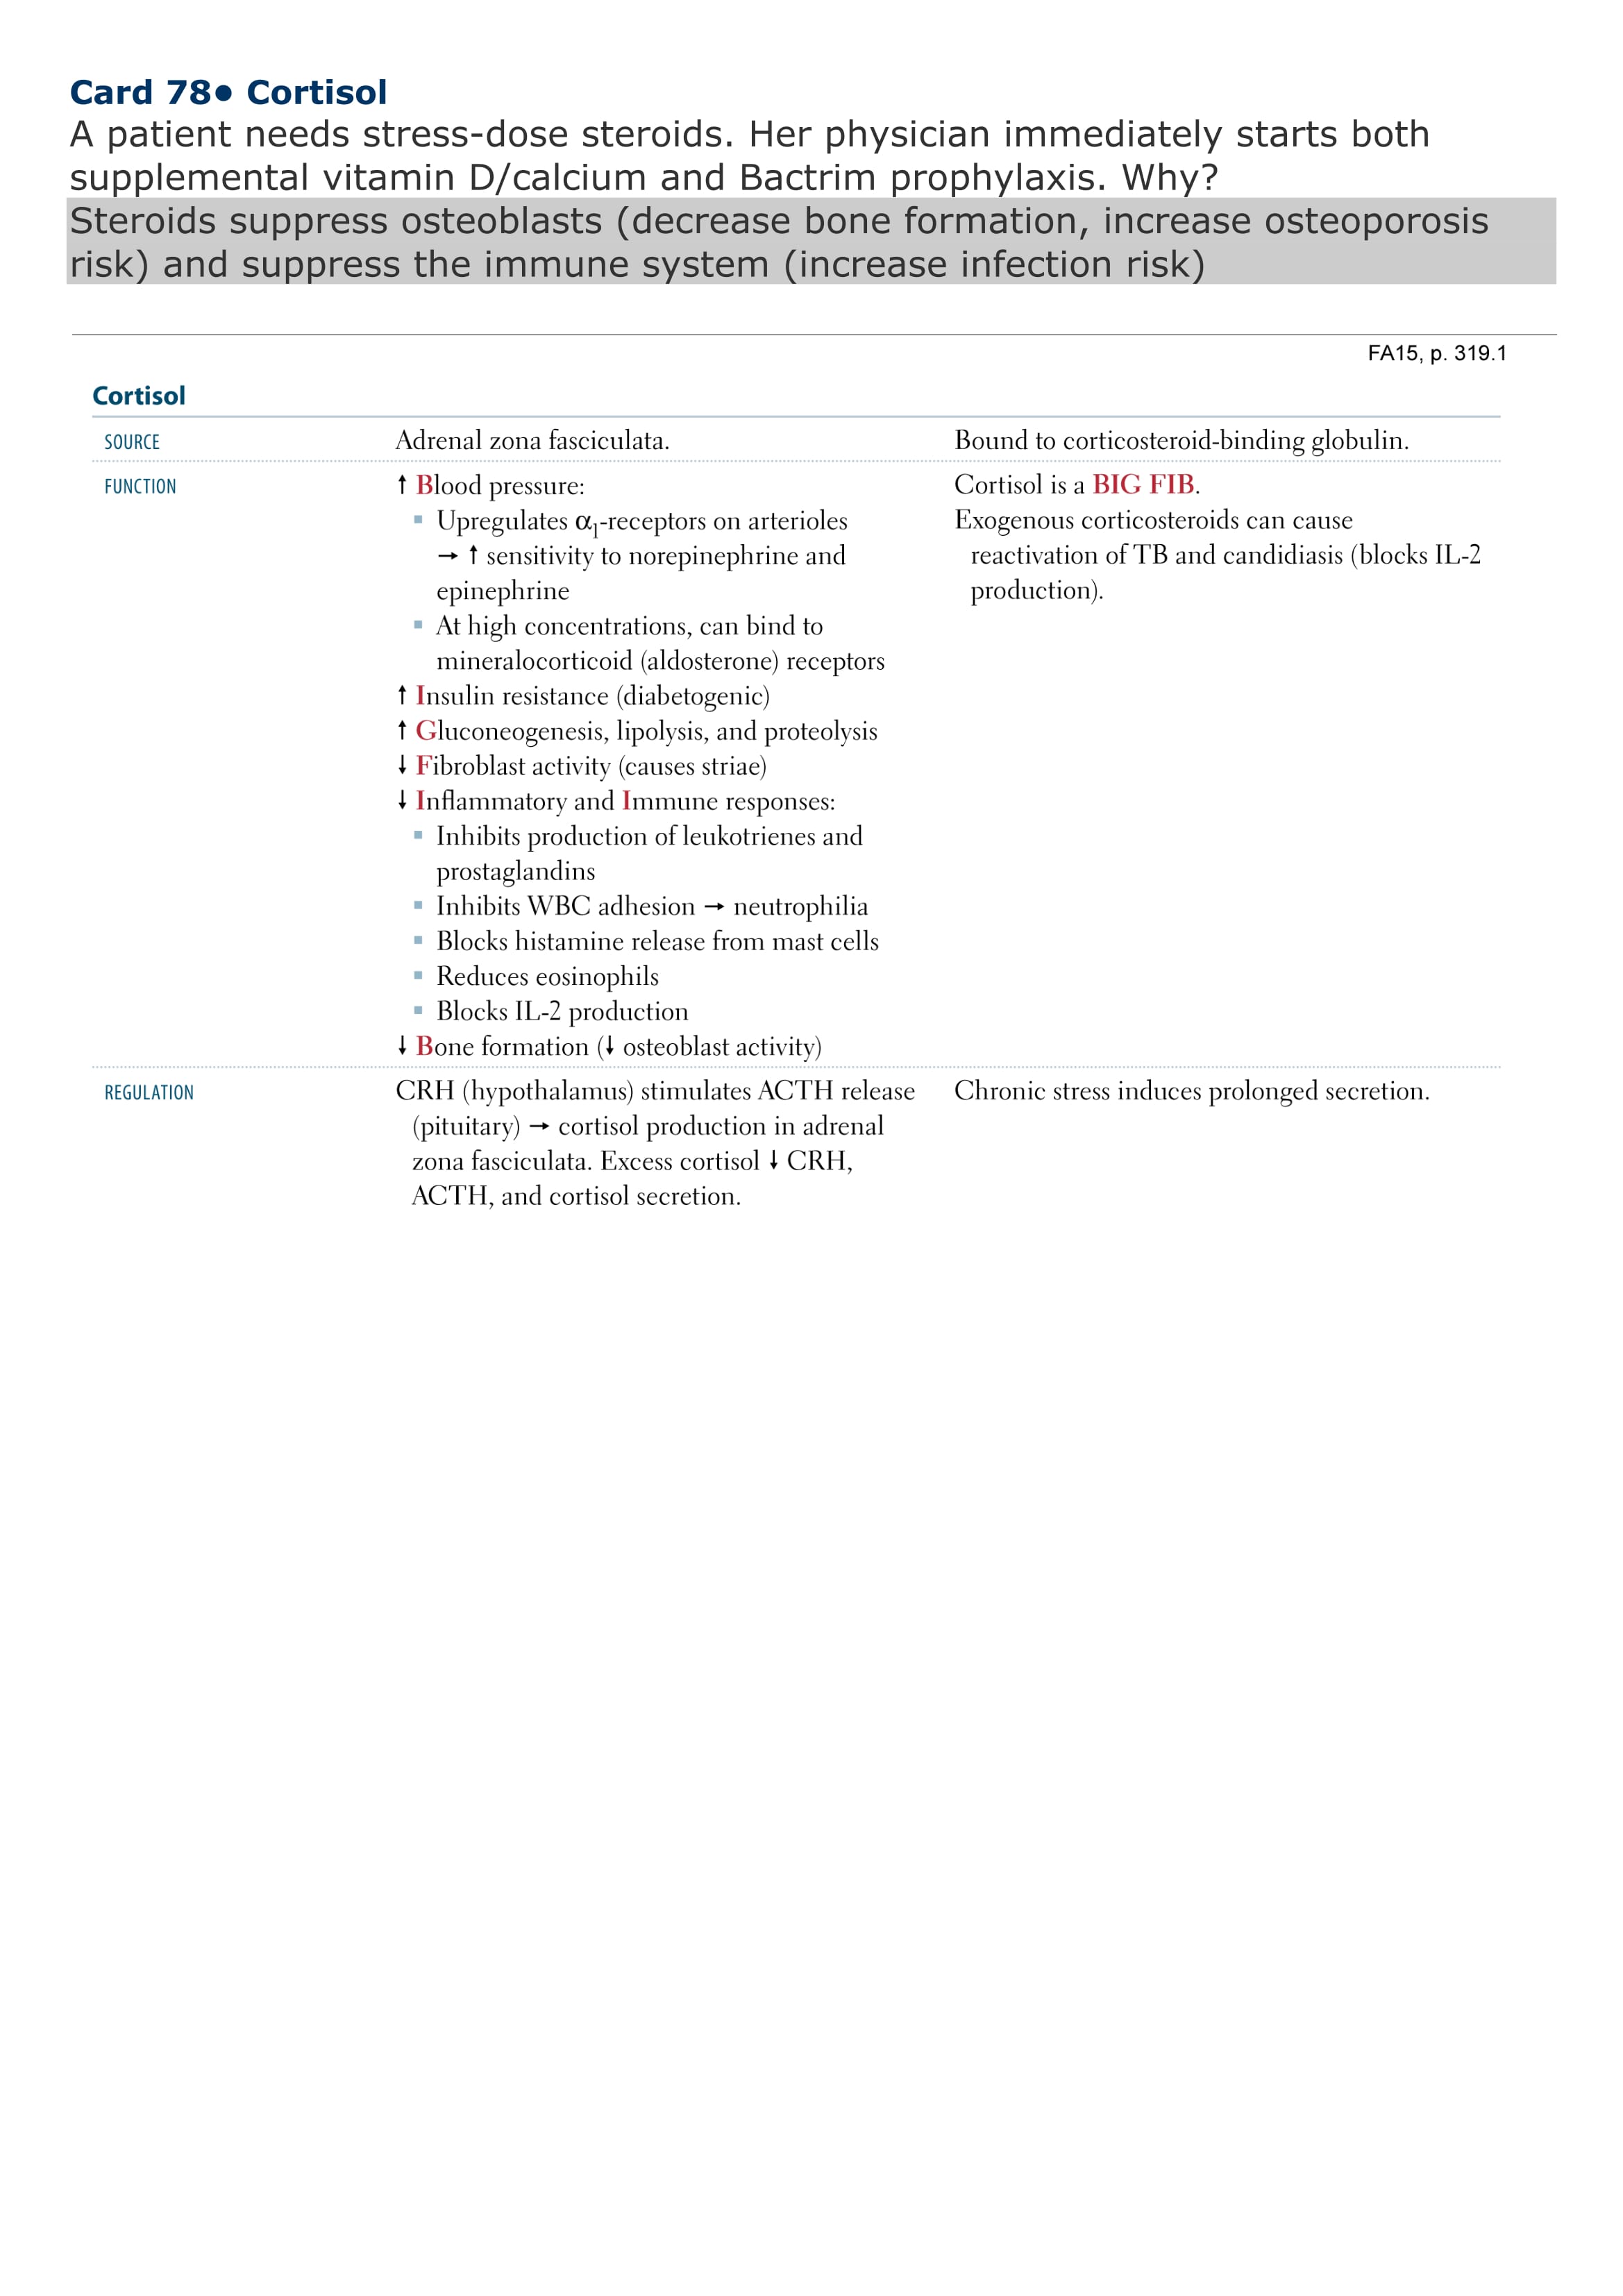 Card 78● Cortisol
A patient needs stress-dose steroids. Her physician immediately starts both
supplemental vitamin D/calcium and Bactrim prophylaxis. Why?
Steroids suppress osteoblasts (decrease bone formation, increase osteoporosis
risk) and suppress the immune system (increase infection risk)
FA15, p. 319.1
Cortisol
SOURCE
Adrenal zona fasciculata.
Bound to corticosteroid-binding globulin.
FUNCTION
↑ Blood pressure:
▪ Upregulates α₁-receptors on arterioles
→ ↑ sensitivity to norepinephrine and
epinephrine
▪ At high concentrations, can bind to
mineralocorticoid (aldosterone) receptors
↑ Insulin resistance (diabetogenic)
↑ Gluconeogenesis, lipolysis, and proteolysis
↓ Fibroblast activity (causes striae)
↓ Inflammatory and Immune responses:
▪ Inhibits production of leukotrienes and
prostaglandins
▪ Inhibits WBC adhesion → neutrophilia
▪ Blocks histamine release from mast cells
▪ Reduces eosinophils
▪ Blocks IL-2 production
↓ Bone formation (↓ osteoblast activity)
Cortisol is a BIG FIB.
Exogenous corticosteroids can cause
reactivation of TB and candidiasis (blocks IL-2
production).
REGULATION
CRH (hypothalamus) stimulates ACTH release
(pituitary) → cortisol production in adrenal
zona fasciculata. Excess cortisol ↓ CRH,
ACTH, and cortisol secretion.
Chronic stress induces prolonged secretion.